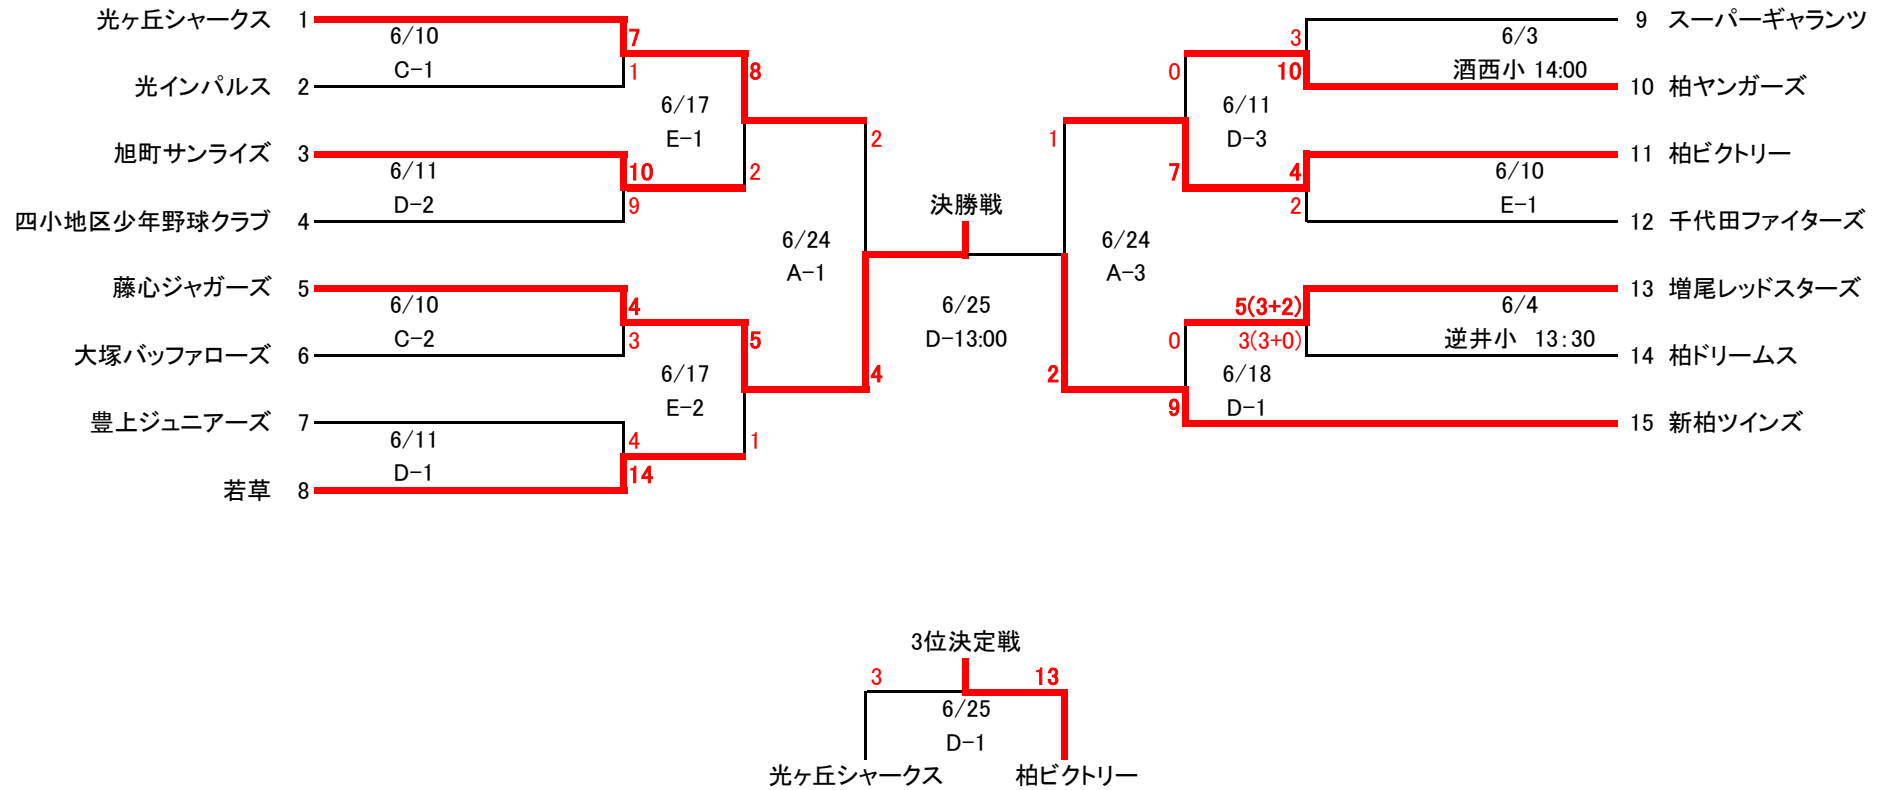 光ヶ丘シャークス 1
6/10
C-1
7
1
光インパルス 2
6/17
E-1
8
2
旭町サンライズ 3
6/11
D-2
10
9
四小地区少年野球クラブ 4
6/24
A-1
2
4
藤心ジャガーズ 5
6/10
C-2
4
3
大塚バッファローズ 6
6/17
E-2
5
1
豊上ジュニアーズ 7
6/11
D-1
4
14
若草 8
決勝戦
6/25
D-13:00
9 スーパーギャランツ
6/3
酒西小 14:00
3
10
10 柏ヤンガーズ
0
7
6/11
D-3
11 柏ビクトリー
6/10
E-1
4
2
12 千代田ファイターズ
1
2
6/24
A-3
13 増尾レッドスターズ
6/4
逆井小 13:30
5(3+2)
3(3+0)
14 柏ドリームス
0
9
6/18
D-1
15 新柏ツインズ
3位決定戦
3
13
6/25
D-1
光ヶ丘シャークス
柏ビクトリー